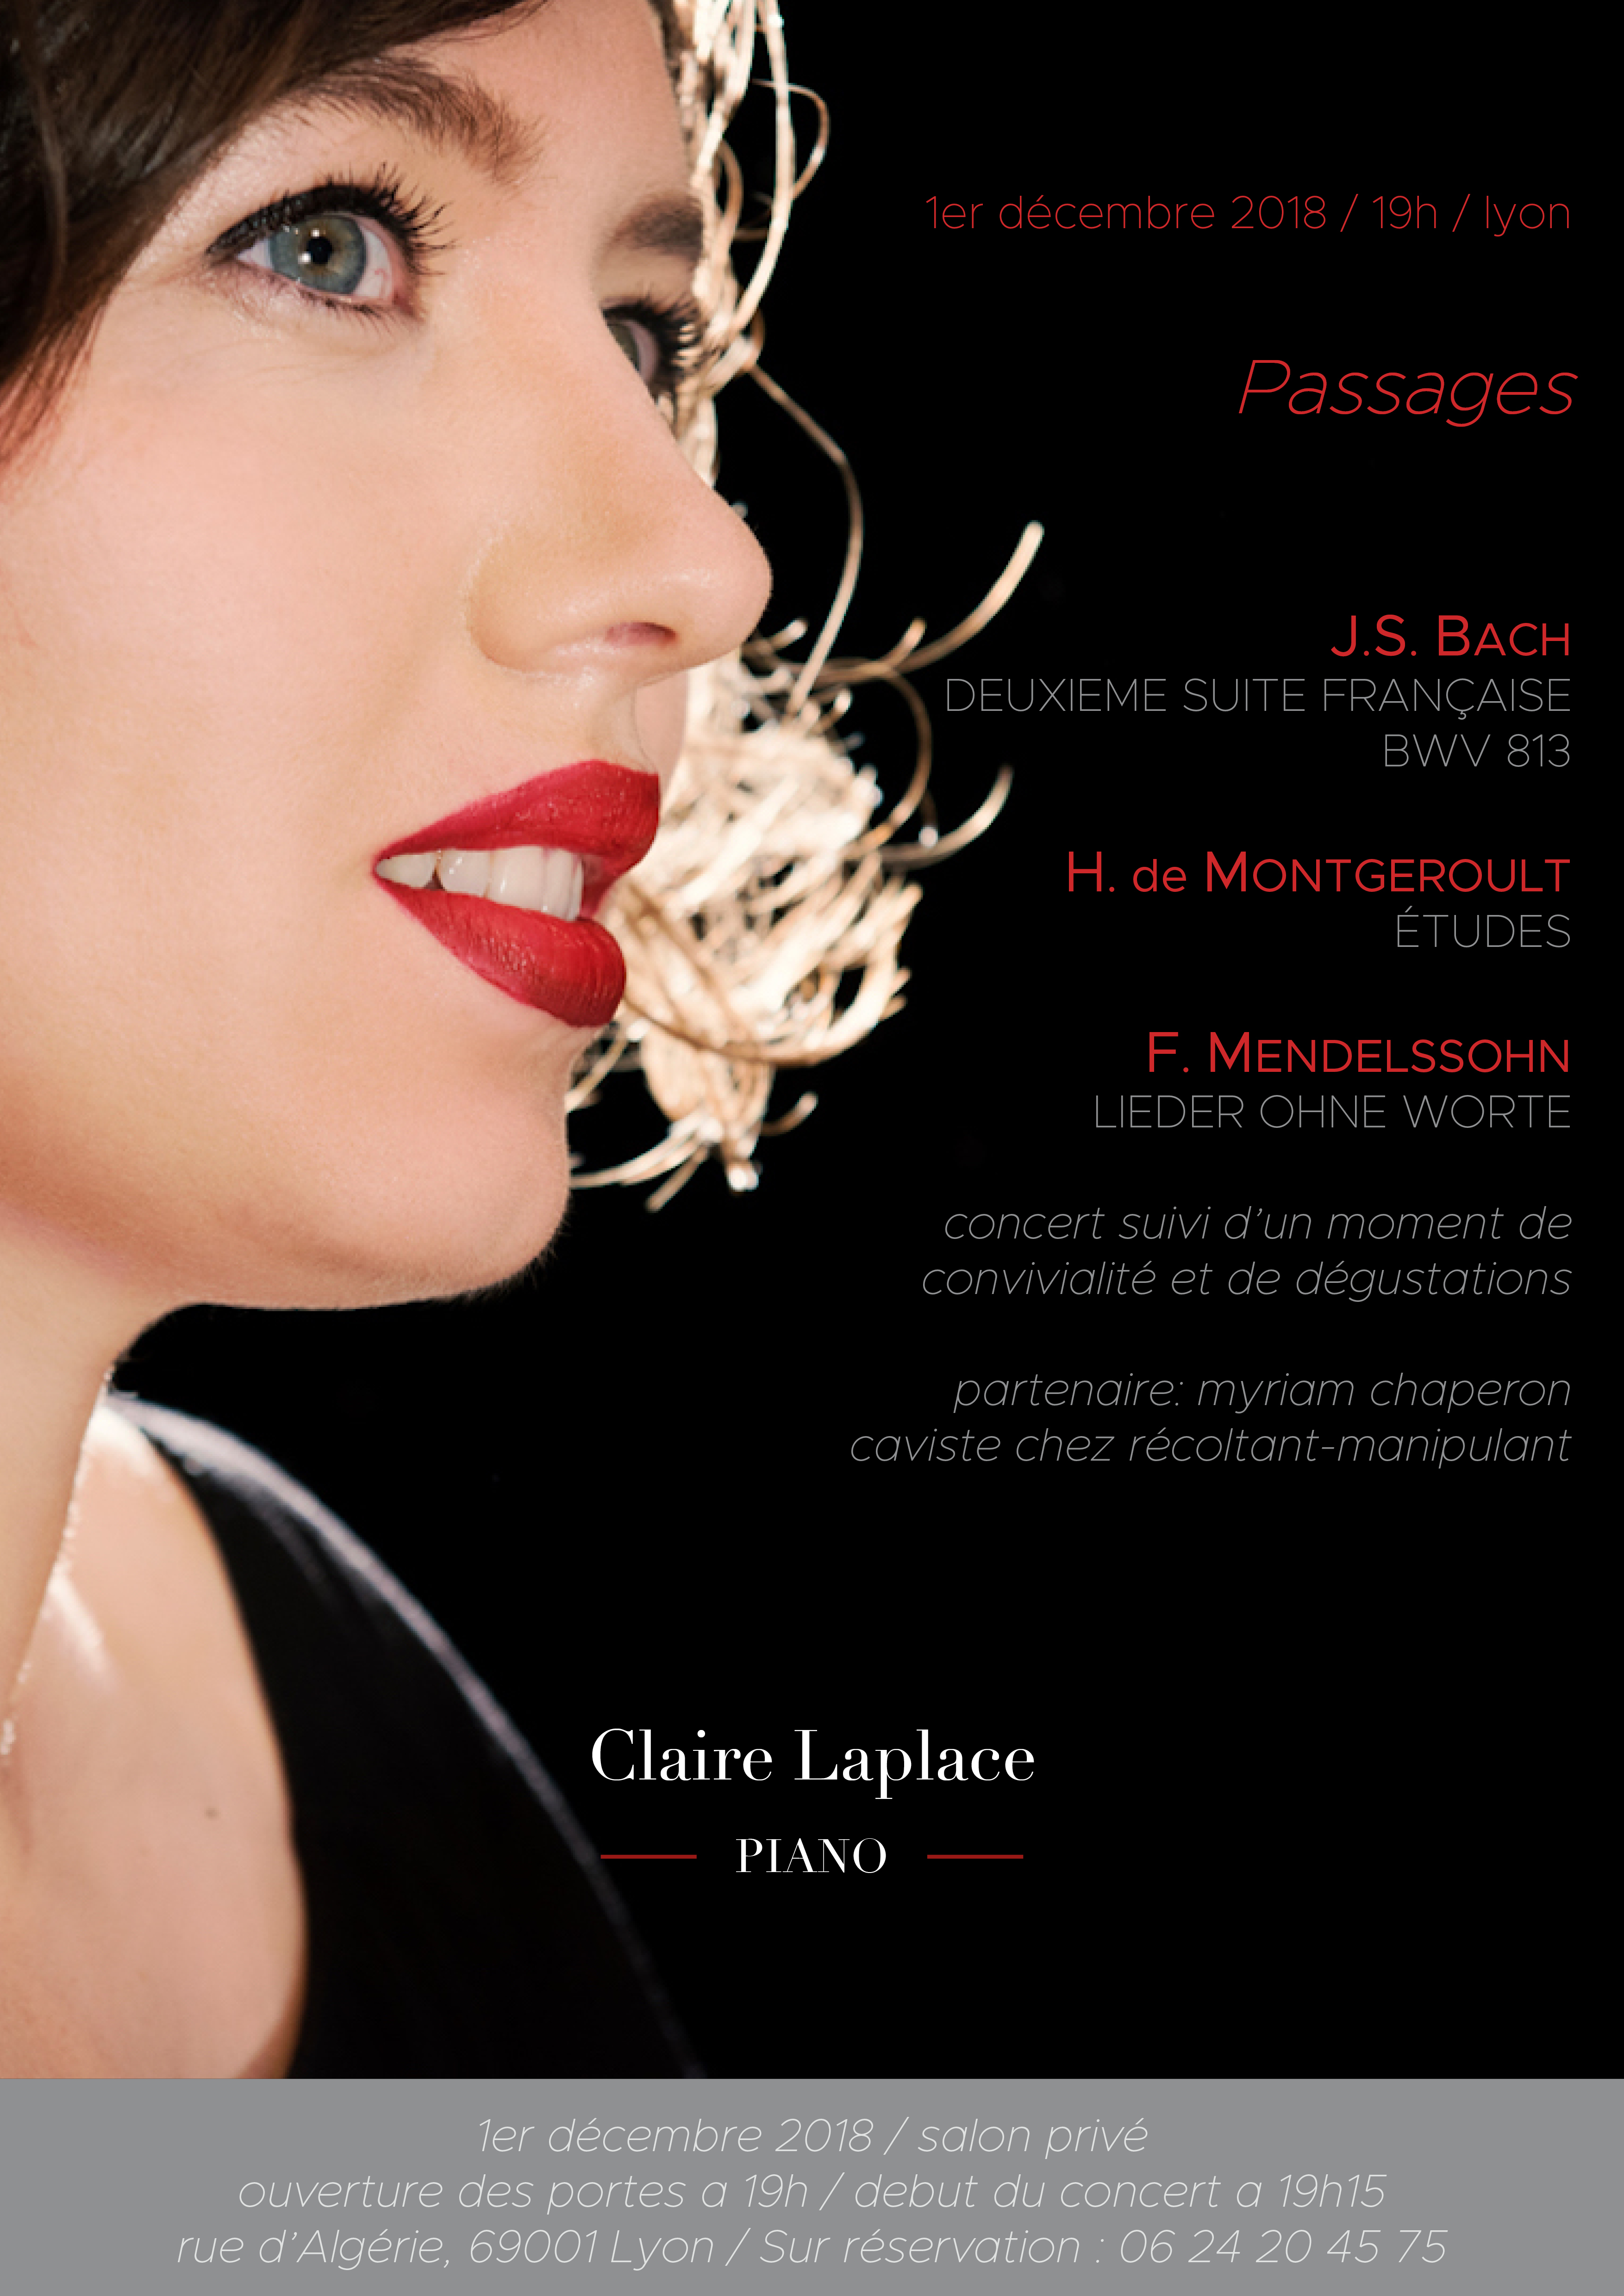 1er décembre 2018 / 19h / lyon
Passages
J.S. BACH
DEUXIEME SUITE FRANÇAISE
BWV 813
H. de MONTGEROULT
ÉTUDES
F. MENDELSSOHN
LIEDER OHNE WORTE
concert suivi d'un moment de
convivialité et de dégustations
partenaire: myriam chaperon
caviste chez récoltant-manipulant
Claire Laplace
PIANO
1er décembre 2018 / salon privé
ouverture des portes a 19h / debut du concert a 19h15
rue d'Algérie, 69001 Lyon / Sur réservation : 06 24 20 45 75